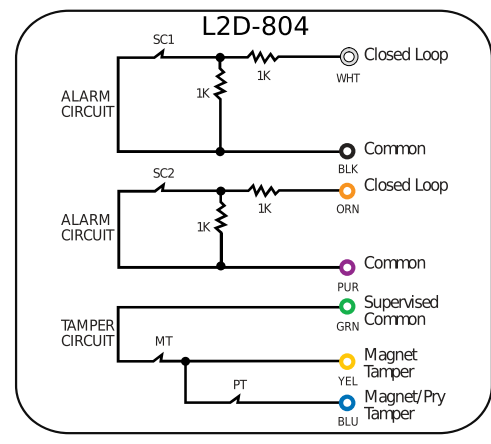 L2D-804
SC1
1K
1K
ALARM
CIRCUIT
Closed Loop
WHT
Common
BLK
SC2
1K
1K
ALARM
CIRCUIT
Closed Loop
ORN
Common
PUR
TAMPER
CIRCUIT
Supervised
Common
GRN
MT
Magnet
Tamper
YEL
PT
Magnet/Pry
Tamper
BLU